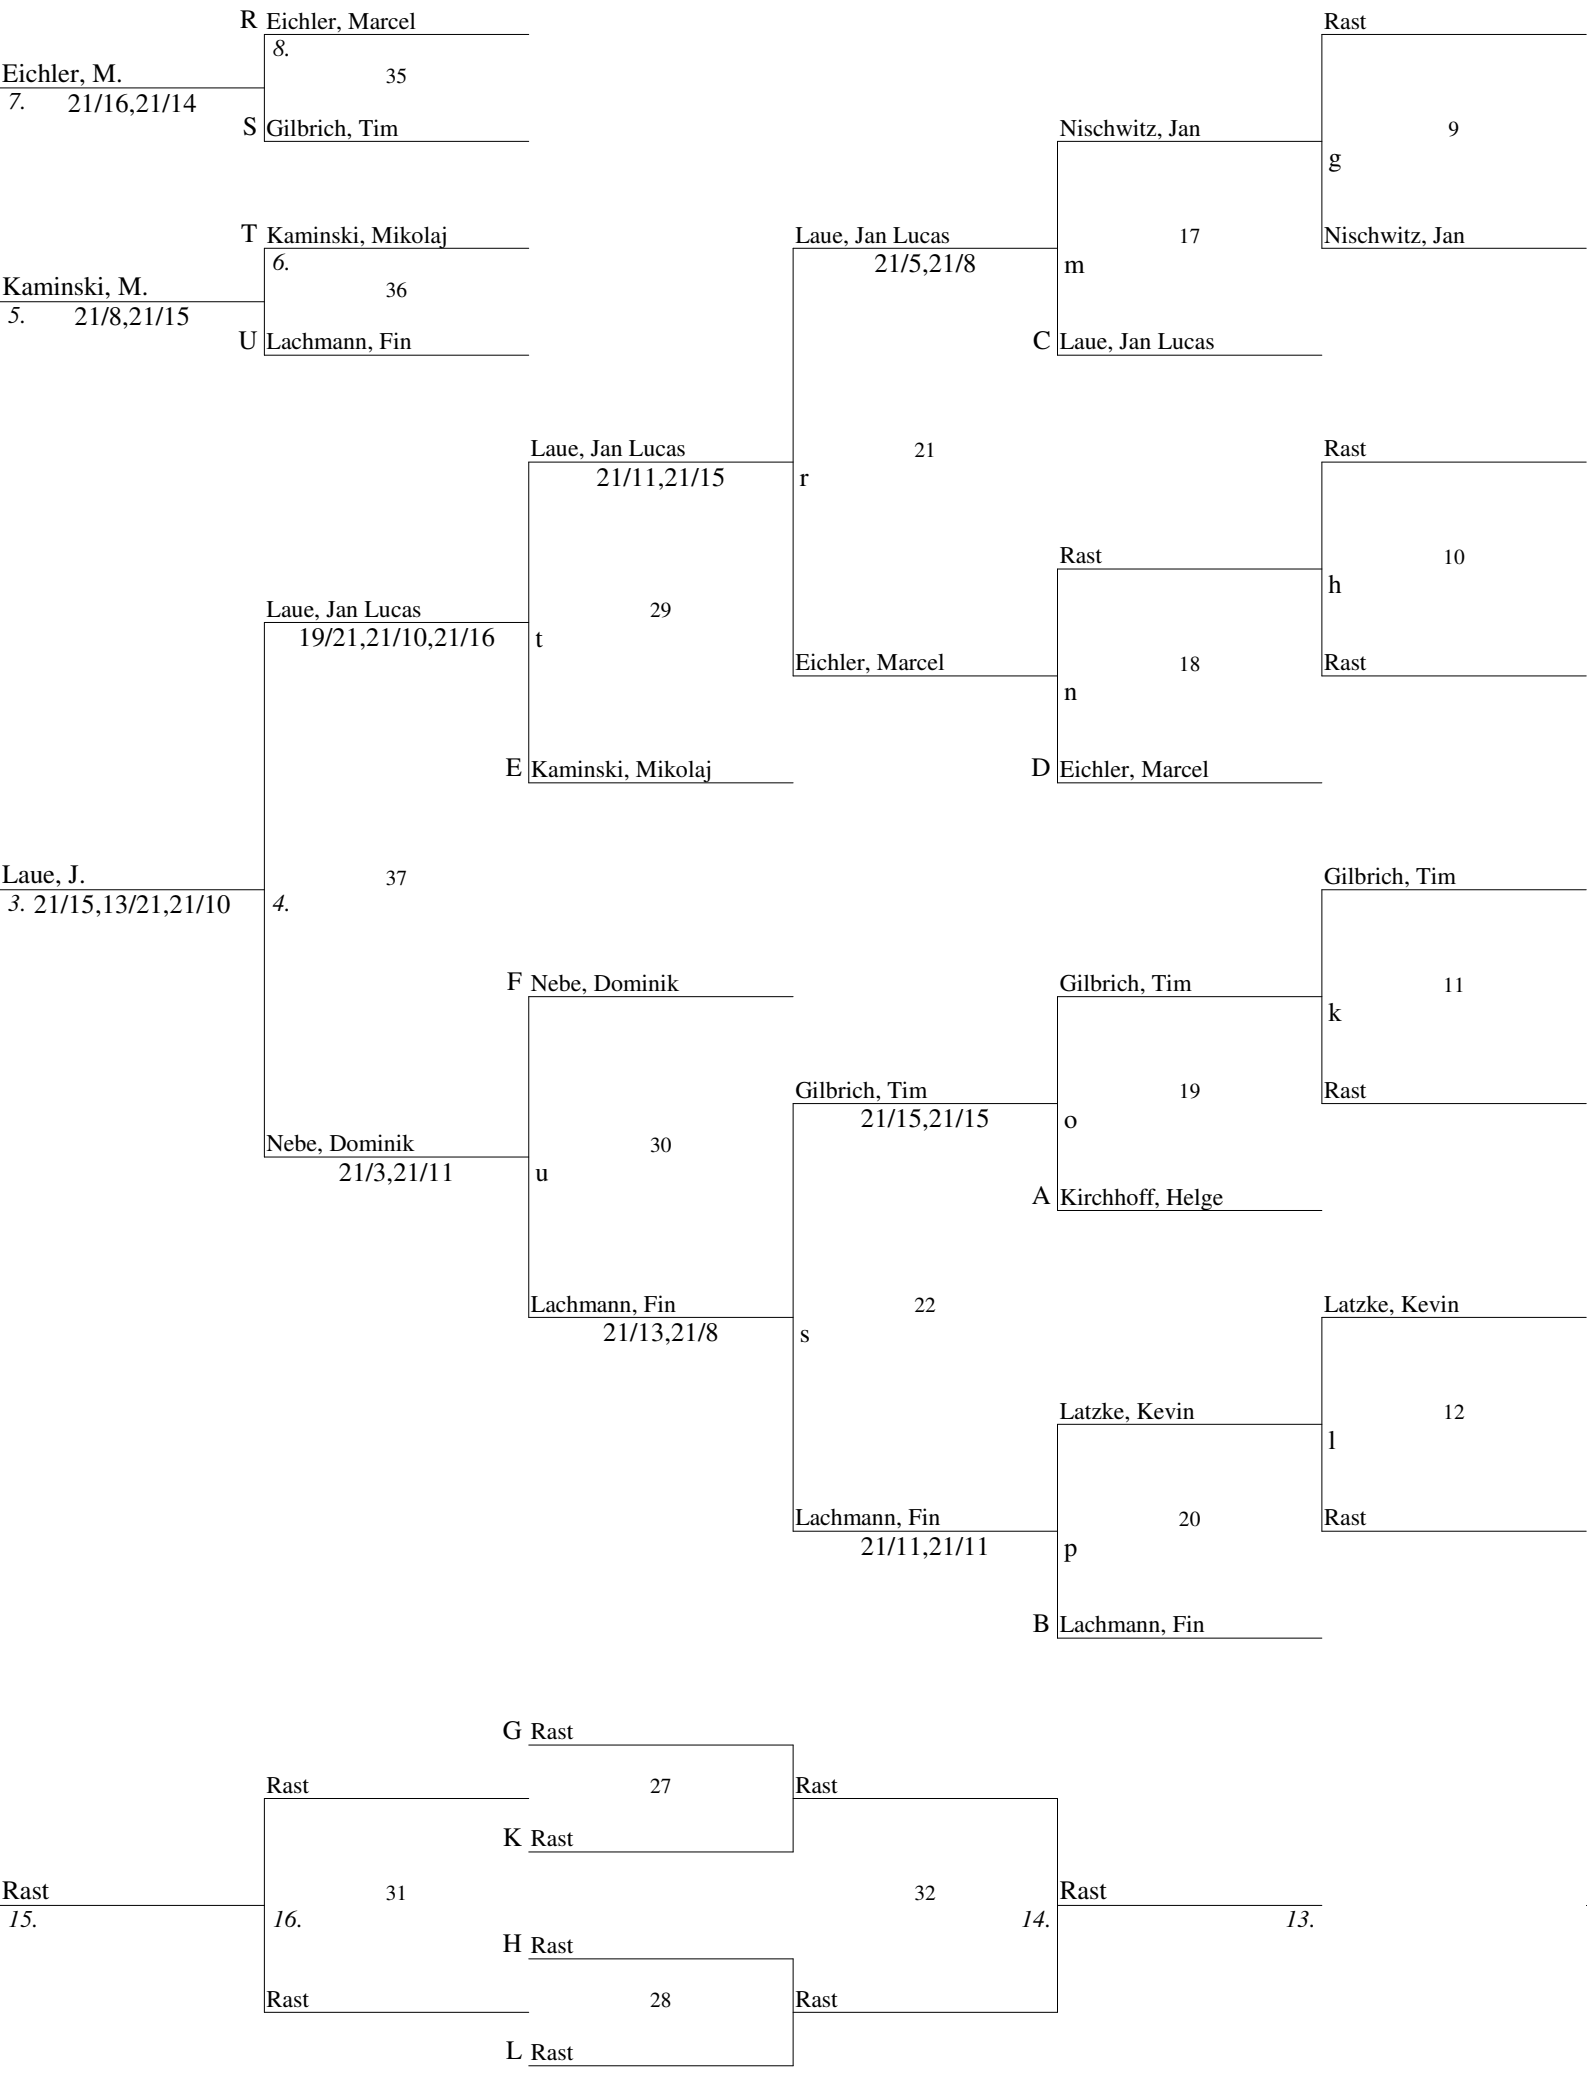 R Eichler, Marcel
Rast
8.
Eichler, M.
35
7. 21/16,21/14
S Gilbrich, Tim
Nischwitz, Jan
9
g
T Kaminski, Mikolaj
Laue, Jan Lucas
17
Nischwitz, Jan
6.
21/5,21/8
m
Kaminski, M.
36
5. 21/8,21/15
U Lachmann, Fin
C Laue, Jan Lucas
Laue, Jan Lucas
21
Rast
21/11,21/15
r
Rast
10
h
Laue, Jan Lucas
29
19/21,21/10,21/16
t
Eichler, Marcel
18
Rast
n
E Kaminski, Mikolaj
D Eichler, Marcel
Laue, J.
37
Gilbrich, Tim
3. 21/15,13/21,21/10
4.
F Nebe, Dominik
Gilbrich, Tim
11
k
Gilbrich, Tim
19
Rast
21/15,21/15
o
Nebe, Dominik
30
21/3,21/11
u
A Kirchhoff, Helge
Lachmann, Fin
22
Latzke, Kevin
21/13,21/8
s
Latzke, Kevin
12
l
Lachmann, Fin
20
Rast
21/11,21/11
p
B Lachmann, Fin
G Rast
Rast
27
Rast
K Rast
Rast
31
32
Rast
15.
16.
14.
13.
H Rast
Rast
28
Rast
L Rast